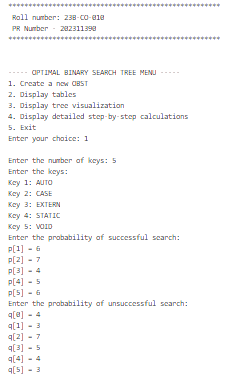 ****************************************************
Roll number: 23B-CO-010
PR Number - 202311390
****************************************************
----- OPTIMAL BINARY SEARCH TREE MENU -----
1. Create a new OBST
2. Display tables
3. Display tree visualization
4. Display detailed step-by-step calculations
5. Exit
Enter your choice: 1
Enter the number of keys: 5
Enter the keys:
Key 1: AUTO
Key 2: CASE
Key 3: EXTERN
Key 4: STATIC
Key 5: VOID
Enter the probability of successful search:
p[1] = 6
p[2] = 7
p[3] = 4
p[4] = 5
p[5] = 6
Enter the probability of unsuccessful search:
q[0] = 4
q[1] = 3
q[2] = 7
q[3] = 5
q[4] = 4
q[5] = 3